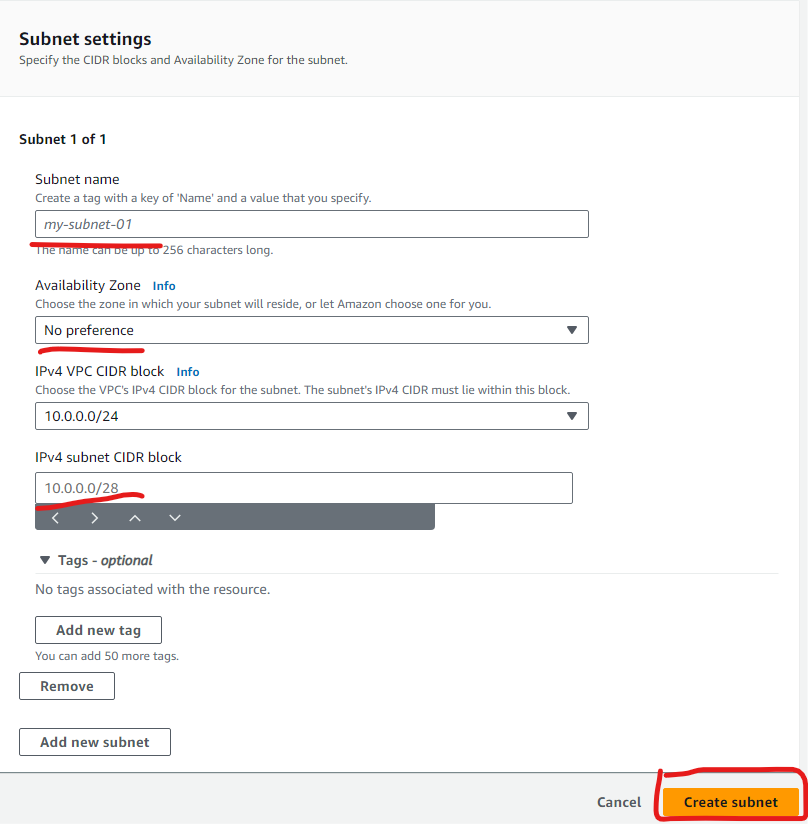 Subnet settings
Specify the CIDR blocks and Availability Zone for the subnet.
Subnet 1 of 1
Subnet name
Create a tag with a key of 'Name' and a value that you specify.
my-subnet-01
The name can be up to 256 characters long.
Availability Zone Info
Choose the zone in which your subnet will reside, or let Amazon choose one for you.
No preference
IPv4 VPC CIDR block Info
Choose the VPC's IPv4 CIDR block for the subnet. The subnet's IPv4 CIDR must lie within this block.
10.0.0.0/24
IPv4 subnet CIDR block
10.0.0.0/28
Tags - optional
No tags associated with the resource.
Add new tag
You can add 50 more tags.
Remove
Add new subnet
Cancel Create subnet